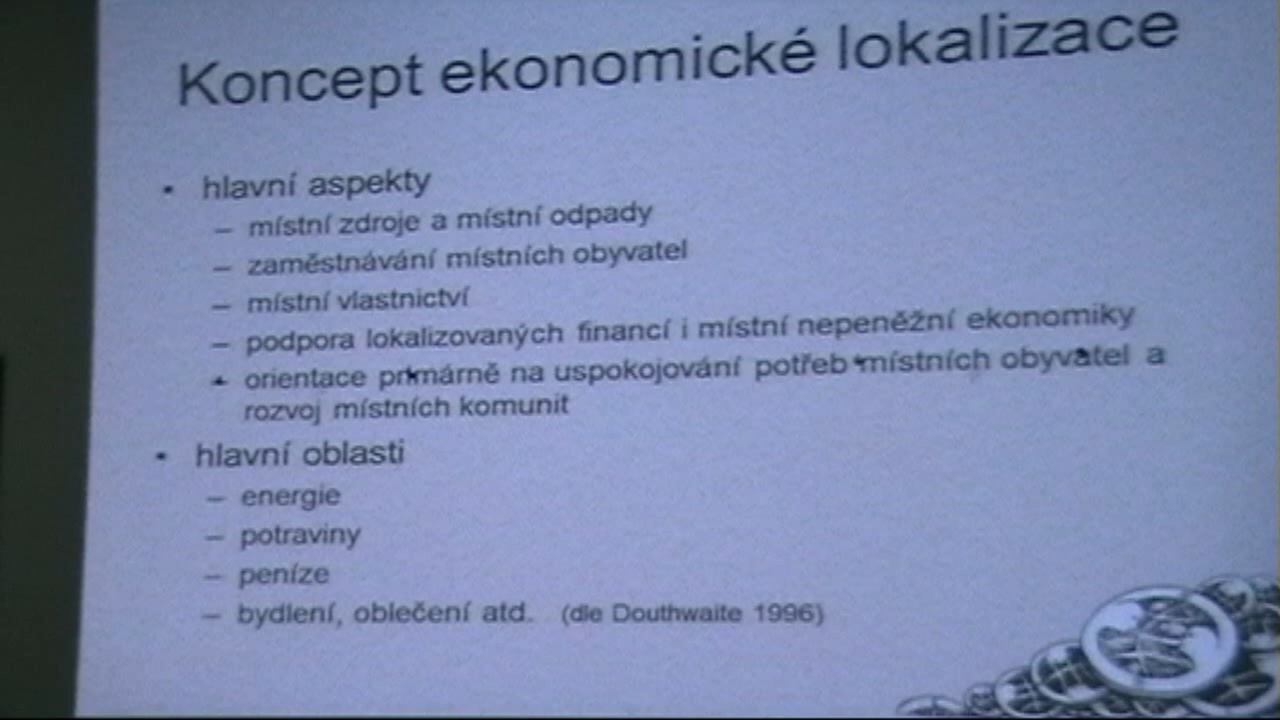 Koncept ekonomické lokalizace
• hlavní aspekty
– místní zdroje a místní odpady
– zaměstnávání místních obyvatel
– místní vlastnictví
– podpora lokalizovaných financí i místní nepeněžní ekonomiky
– orientace primárně na uspokojování potřeb místních obyvatel a
rozvoj místních komunit
• hlavní oblasti
– energie
– potraviny
– peníze
– bydlení, oblečení atd. (dle Douthwaite 1996)